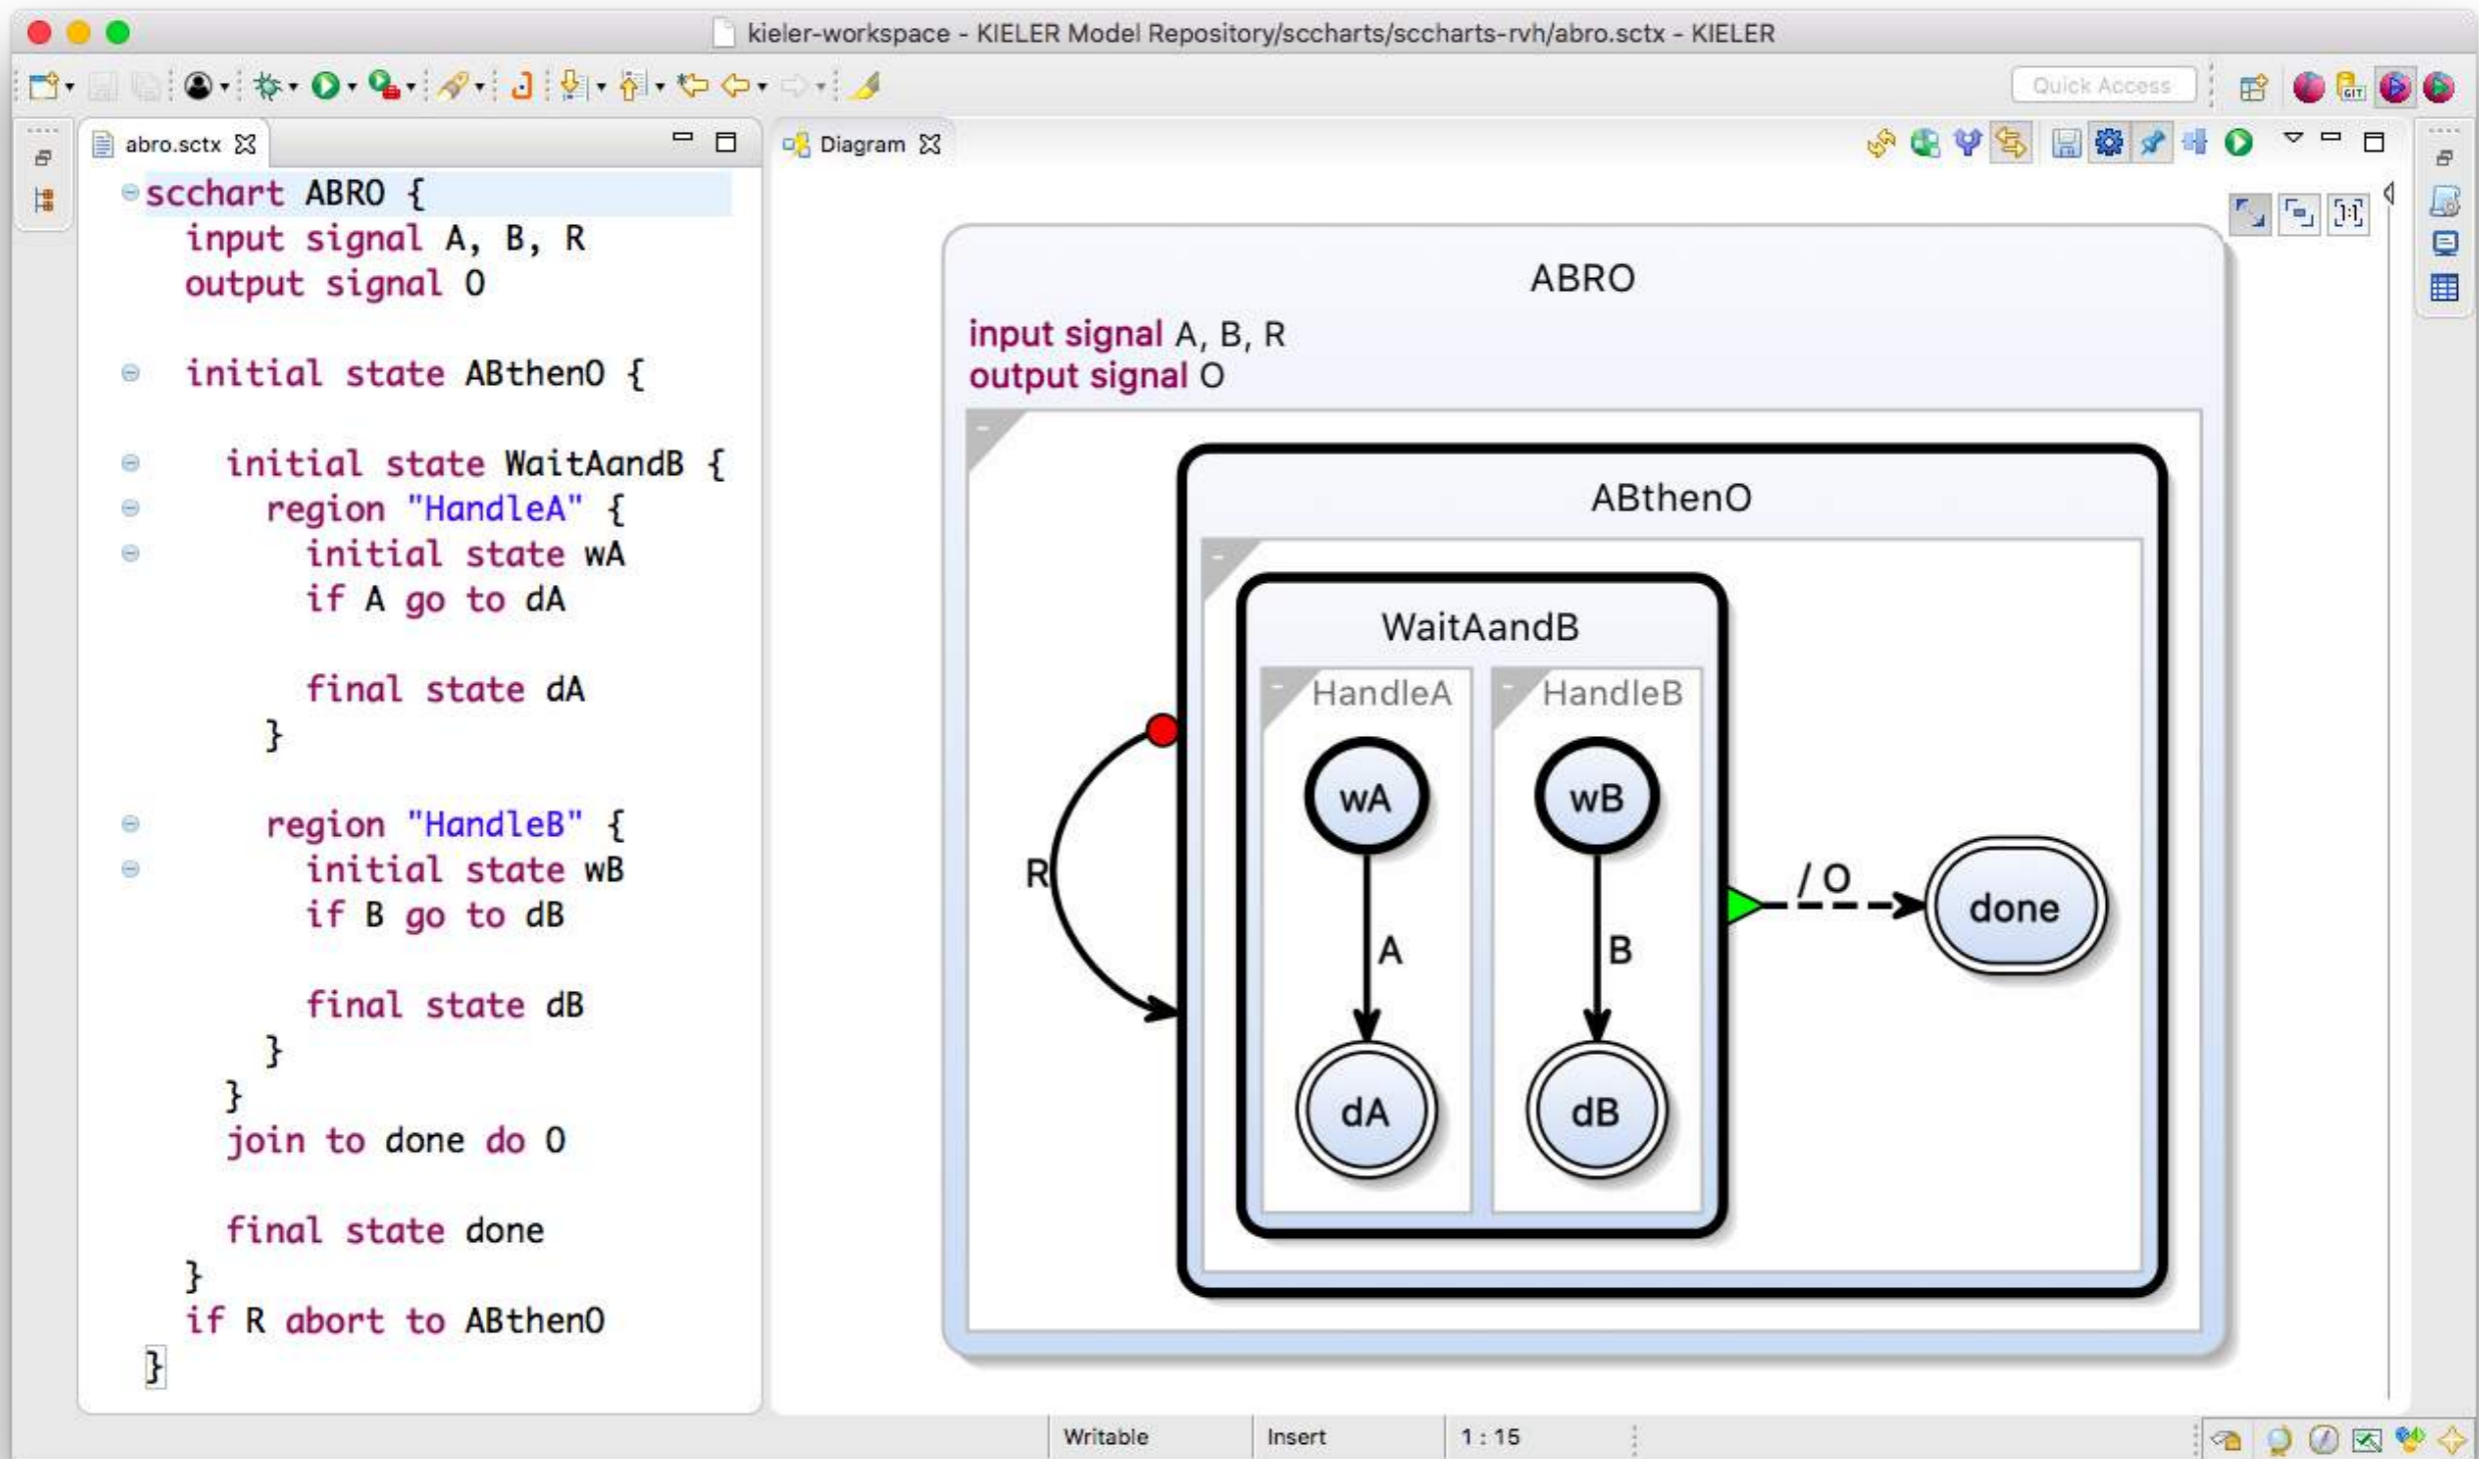 kieler-workspace - KIELER Model Repository/sccharts/sccharts-rvh/abro.sctx - KIELER
Quick Access
GIT
abro.sctx
scchart ABRO {
input signal A, B, R
output signal O
initial state ABthenO {
initial state WaitAandB {
region "HandleA" {
initial state wA
if A go to dA
final state dA
}
region "HandleB" {
initial state wB
if B go to dB
final state dB
}
}
join to done do O
final state done
}
if R abort to ABthenO
}
Diagram
1:1
ABRO
input signal A, B, R
output signal O
ABthenO
WaitAandB
HandleA
HandleB
wA
wB
R
/ O
done
A
B
dA
dB
Writable
Insert
1 : 15